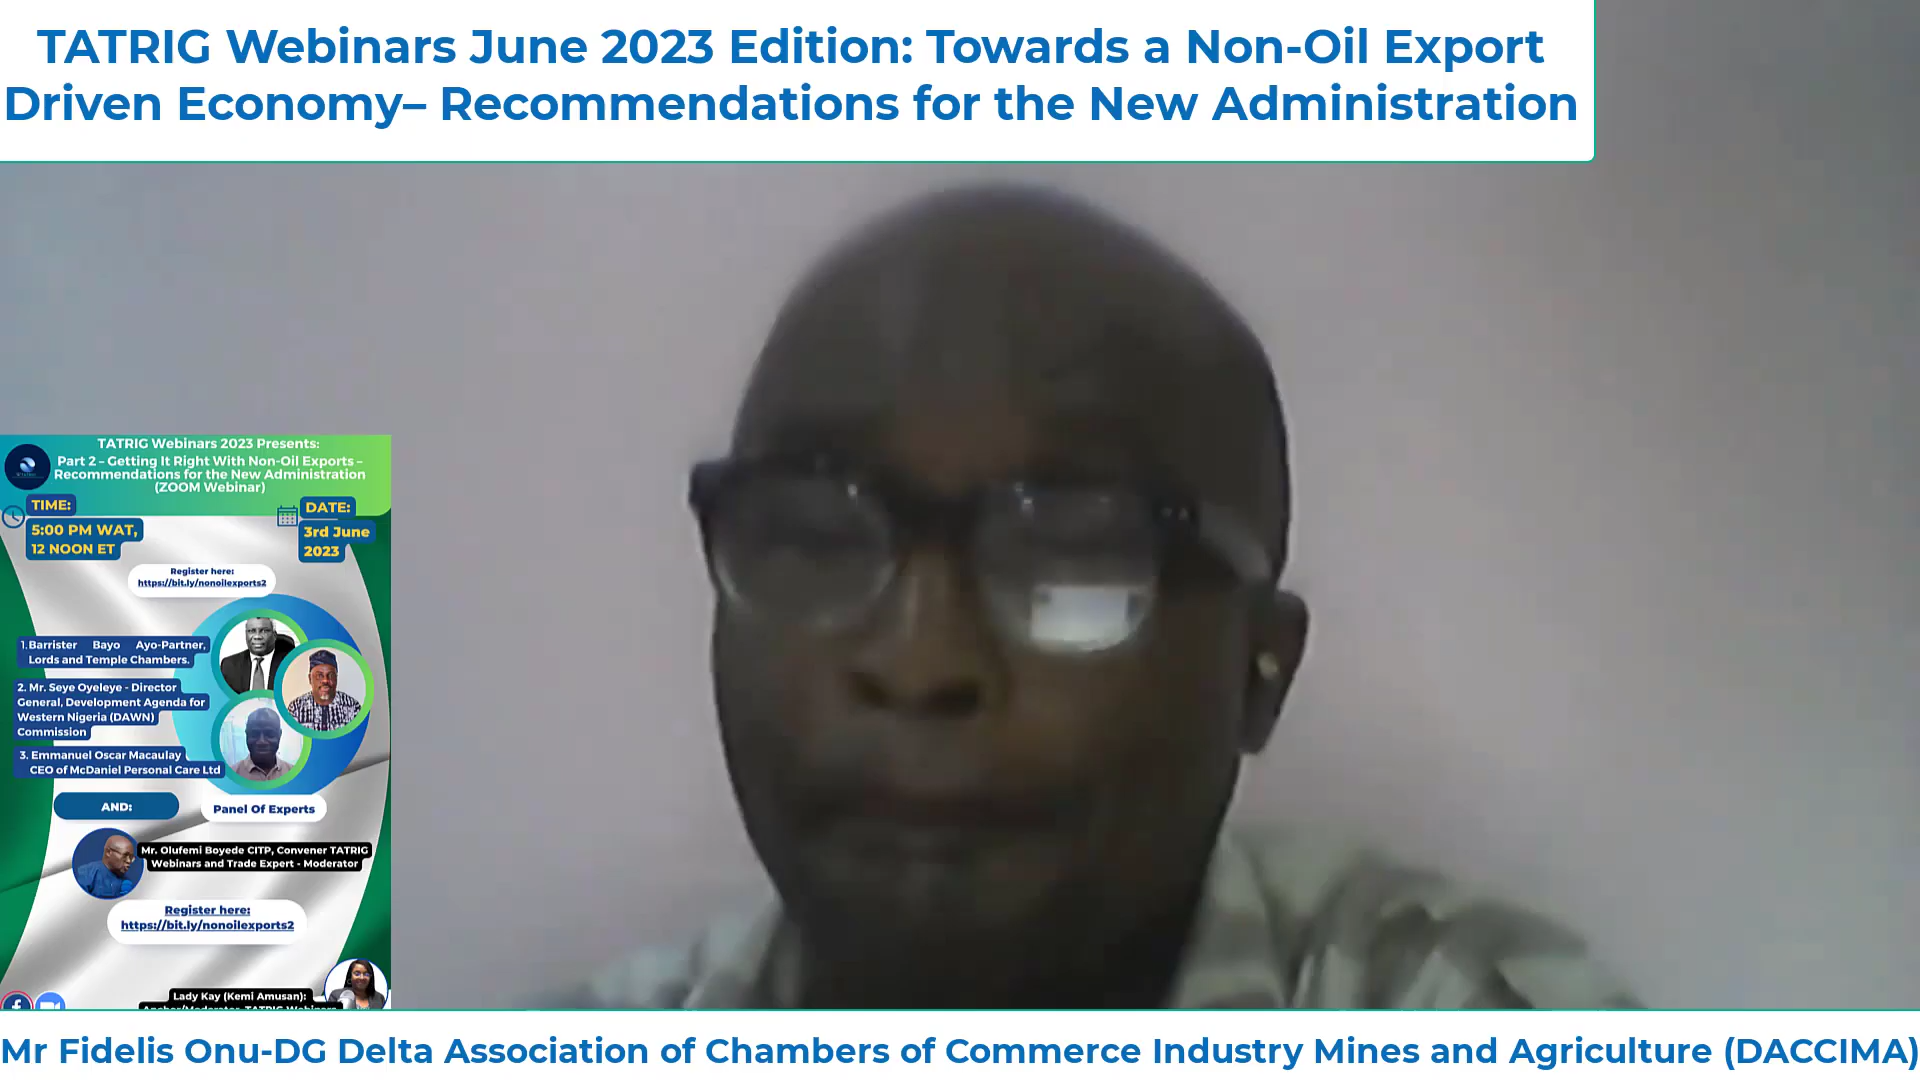 TATRIG Webinars June 2023 Edition: Towards a Non-Oil Export
Driven Economy– Recommendations for the New Administration
TATRIG Webinars 2023 Presents:
Part 2 – Getting It Right With Non-Oil Exports –
Recommendations for the New Administration
(ZOOM Webinar)
TIME:
5:00 PM WAT,
12 NOON ET
DATE:
3rd June
2023
Register here:
https://bit.ly/nonoilexports2
1. Barrister Bayo Ayo-Partner,
Lords and Temple Chambers.
2. Mr. Seye Oyeleye - Director
General, Development Agenda for
Western Nigeria (DAWN)
Commission
3. Emmanuel Oscar Macaulay
CEO of McDaniel Personal Care Ltd
AND:
Panel Of Experts
Mr. Olufemi Boyede CITP, Convener TATRIG
Webinars and Trade Expert - Moderator
Register here:
https://bit.ly/nonoilexports2
Lady Kay (Kemi Amusan):
Anchor/Moderator, TATRIG Webinars
Mr Fidelis Onu-DG Delta Association of Chambers of Commerce Industry Mines and Agriculture (DACCIMA)